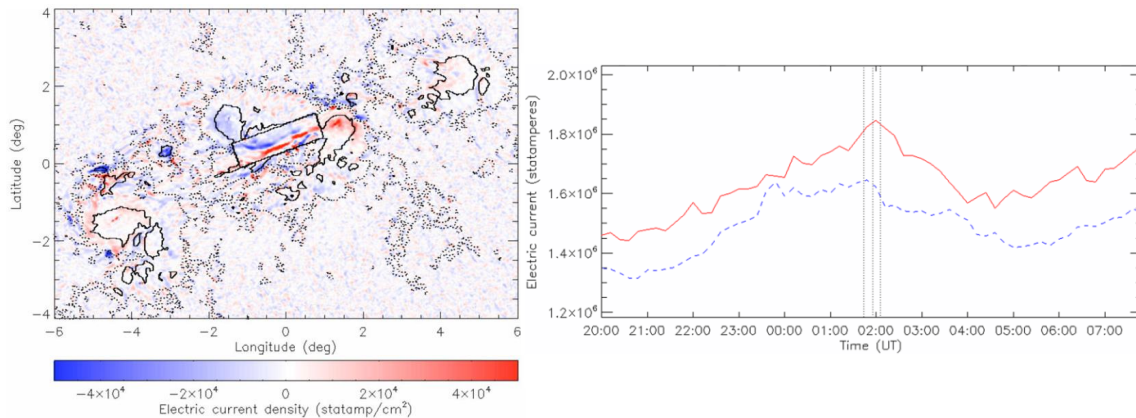 4
2
0
−2
−4
Latitude (deg)
−6 −4 −2 0 2 4 6
Longitude (deg)
−4×10⁴ −2×10⁴ 0 2×10⁴ 4×10⁴
Electric current density (statamp/cm²)
2.0×10⁶
1.8×10⁶
1.6×10⁶
1.4×10⁶
1.2×10⁶
Electric current (statamperes)
20:00 21:00 22:00 23:00 00:00 01:00 02:00 03:00 04:00 05:00 06:00 07:00
Time (UT)